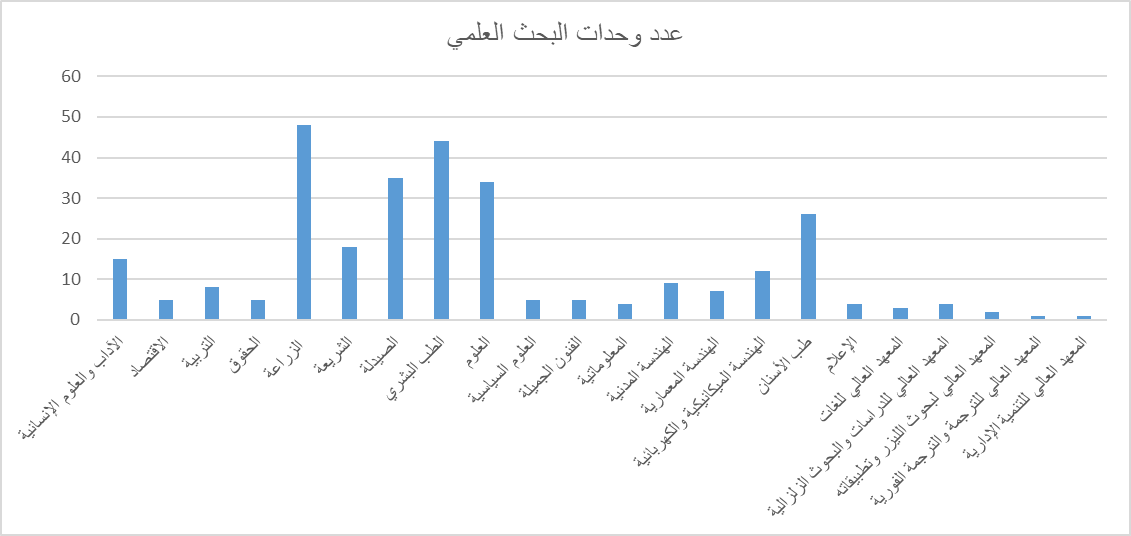 عدد وحدات البحث العلمي
60
50
40
30
20
10
0
الآداب والعلوم الإنسانية
الاقتصاد
التربية
الحقوق
الزراعة
الشريعة
الصيدلة
الطب البشري
العلوم
العلوم السياسية
الفنون الجميلة
المعلوماتية
الهندسة المدنية
الهندسة المعمارية
الهندسة الميكانيكية والكهربائية
طب الأسنان
الإعلام
المعهد العالي للغات
المعهد العالي للدراسات والبحوث الزلزالية
المعهد العالي لبحوث الليزر وتطبيقاته
المعهد العالي للترجمة والترجمة الفورية
المعهد العالي للتنمية الإدارية